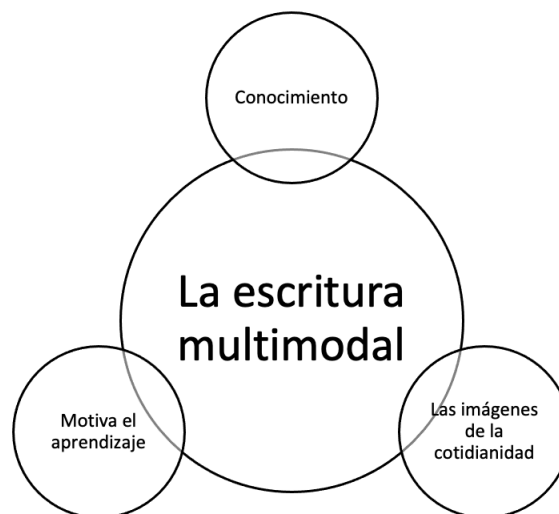 Conocimiento
La escritura
multimodal
Motiva el
aprendizaje
Las imágenes
de la
cotidianidad